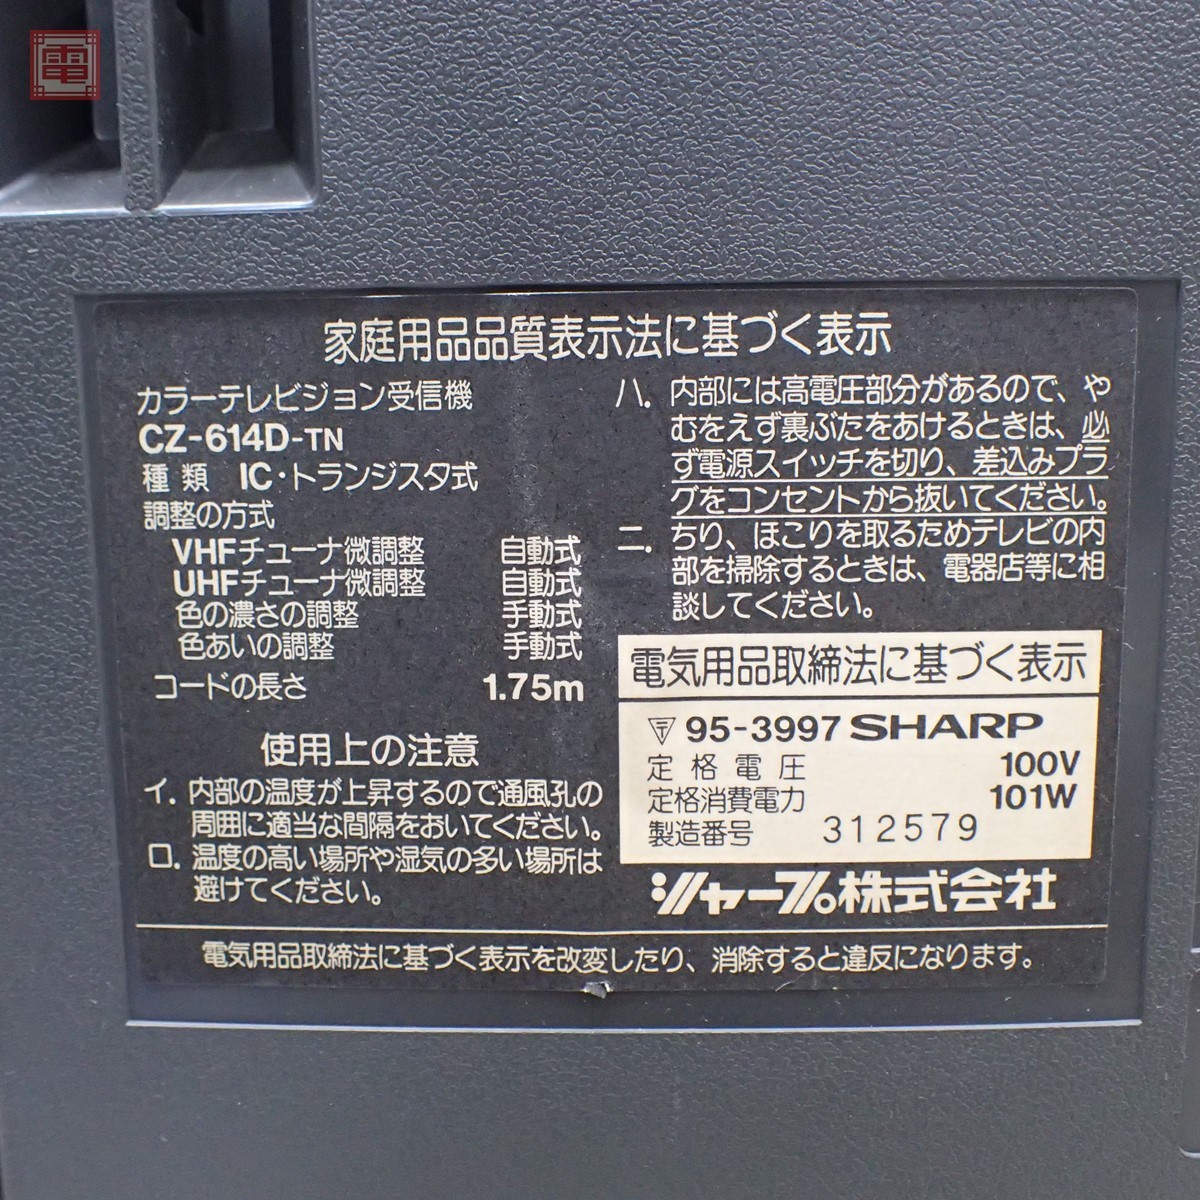 電
家庭用品品質表示法に基づく表示
カラーテレビジョン受信機
CZ-614D-TN
種類 IC・トランジスタ式
調整の方式
VHFチューナ微調整 自動式
UHFチューナ微調整 自動式
色の濃さの調整 手動式
色あいの調整 手動式
コードの長さ 1.75m
使用上の注意
イ. 内部の温度が上昇するので通風孔の
周囲に適当な間隔をおいてください。
ロ. 温度の高い場所や湿気の多い場所は
避けてください。
ハ. 内部には高電圧部分があるので、や
むをえず裏ぶたをあけるときは、必
ず電源スイッチを切り、差込みプラ
グをコンセントから抜いてください。
ニ. ちり、ほこりを取るためテレビの内
部を掃除するときは、電器店等に相
談してください。
電気用品取締法に基づく表示
〒 95-3997 SHARP
定格電圧 100V
定格消費電力 101W
製造番号 312579
シャープ株式会社
電気用品取締法に基づく表示を改変したり、消除すると違反になります。